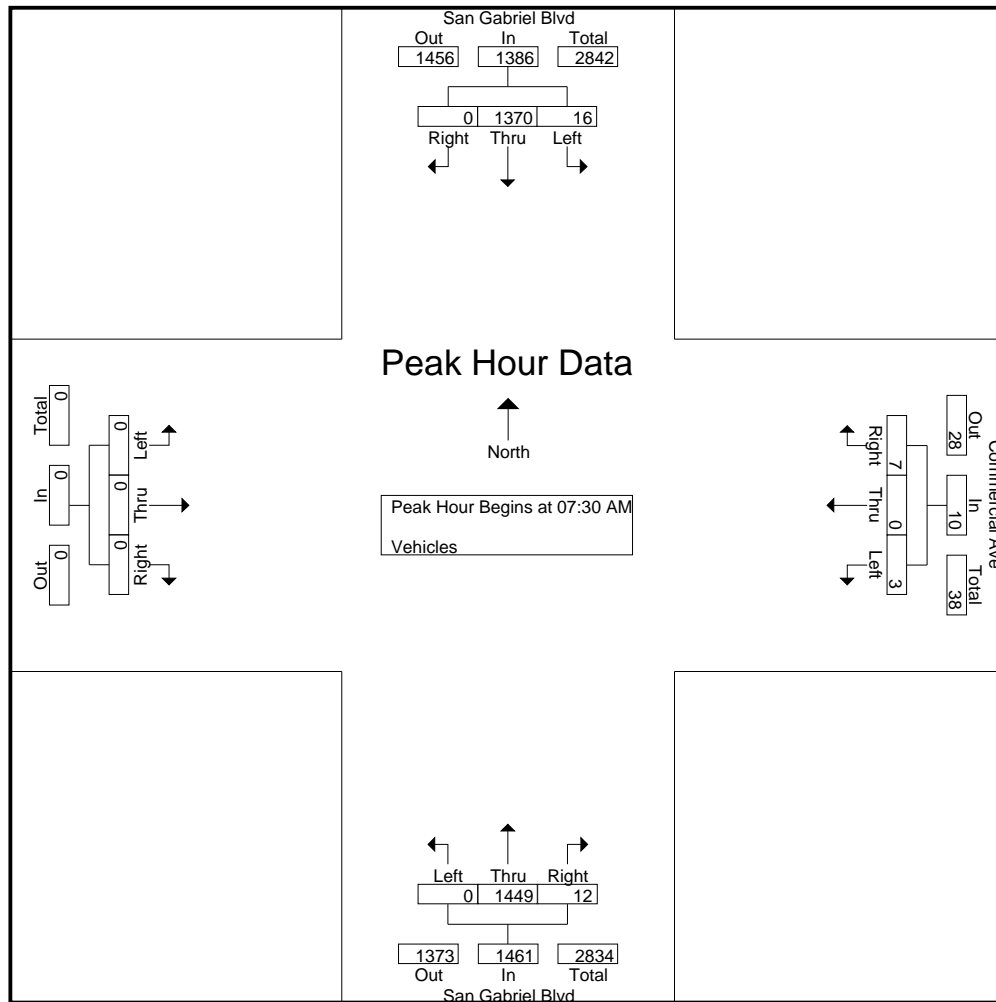 San Gabriel Blvd
Out In Total
1456 1386 2842
0 1370 16
Right Thru Left
Peak Hour Data
North
Peak Hour Begins at 07:30 AM
Vehicles
Total In Out
0 0 0
0 0 0
Left Thru Right
Commercial Ave
Out In Total
28 10 38
7 0 3
Right Thru Left
Left Thru Right
0 1449 12
1373 1461 2834
Out In Total
San Gabriel Blvd